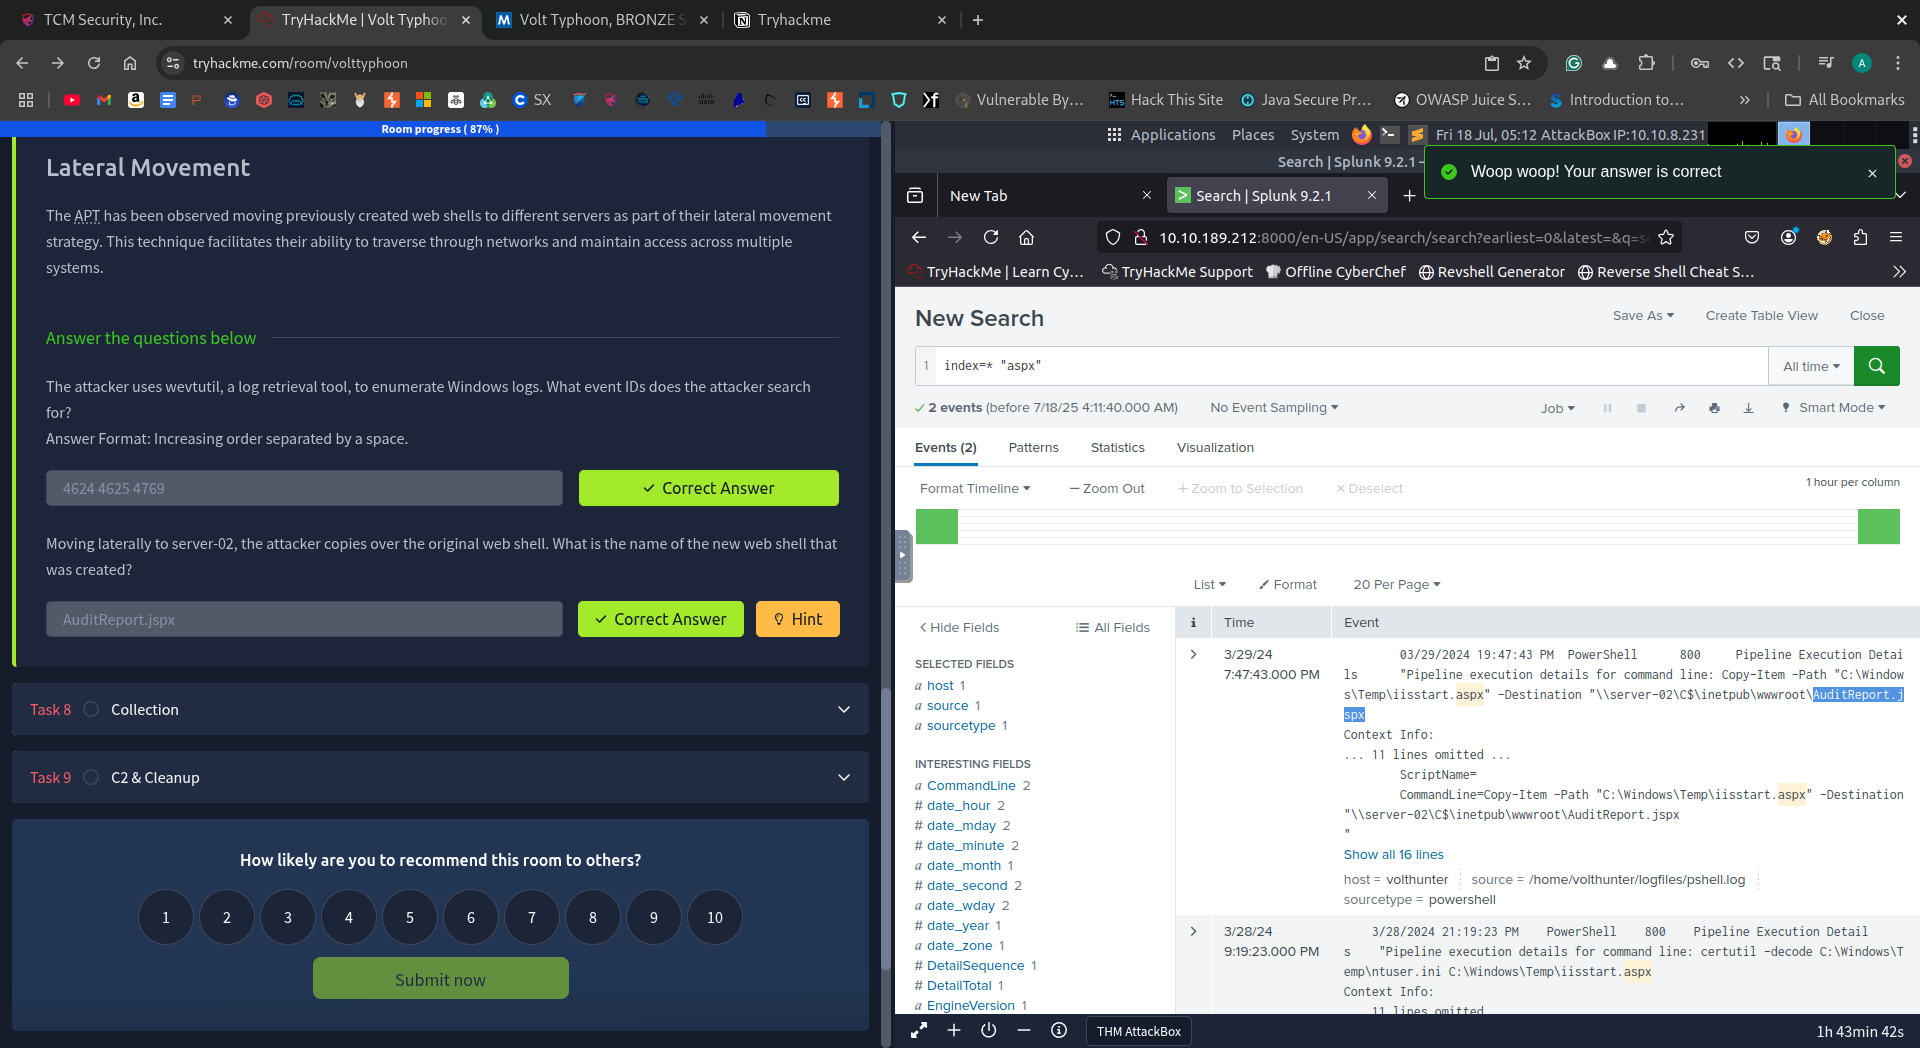 TCM Security, Inc.
TryHackMe | Volt Typhoo
Volt Typhoon, BRONZE S
Tryhackme
tryhackme.com/room/volttyphoon
SX
Vulnerable By...
Hack This Site
Java Secure Pr...
OWASP Juice S...
Introduction to...
All Bookmarks
Room progress ( 87% )
Lateral Movement
The APT has been observed moving previously created web shells to different servers as part of their lateral movement
strategy. This technique facilitates their ability to traverse through networks and maintain access across multiple
systems.
Answer the questions below
The attacker uses wevtutil, a log retrieval tool, to enumerate Windows logs. What event IDs does the attacker search
for?
Answer Format: Increasing order separated by a space.
4624 4625 4769
Correct Answer
Moving laterally to server-02, the attacker copies over the original web shell. What is the name of the new web shell that
was created?
AuditReport.jspx
Correct Answer
Hint
Task 8
Collection
Task 9
C2 & Cleanup
How likely are you to recommend this room to others?
1 2 3 4 5 6 7 8 9 10
Submit now
Applications Places System
Fri 18 Jul, 05:12 AttackBox IP:10.10.8.231
Search | Splunk 9.2.1 -
Woop woop! Your answer is correct
New Tab
Search | Splunk 9.2.1
10.10.189.212:8000/en-US/app/search/search?earliest=0&latest=&q=s
TryHackMe | Learn Cy...
TryHackMe Support
Offline CyberChef
Revshell Generator
Reverse Shell Cheat S...
New Search
Save As
Create Table View
Close
1 index=* "aspx"
All time
2 events (before 7/18/25 4:11:40.000 AM)
No Event Sampling
Job
Smart Mode
Events (2)
Patterns
Statistics
Visualization
Format Timeline
Zoom Out
Zoom to Selection
Deselect
1 hour per column
List
Format
20 Per Page
Hide Fields
All Fields
SELECTED FIELDS
a host 1
a source 1
a sourcetype 1
INTERESTING FIELDS
a CommandLine 2
# date_hour 2
# date_mday 2
# date_minute 2
a date_month 1
# date_second 2
a date_wday 2
# date_year 1
a date_zone 1
# DetailSequence 1
# DetailTotal 1
a EngineVersion 1
i
Time
Event
3/29/24
7:47:43.000 PM
03/29/2024 19:47:43 PM PowerShell 800 Pipeline Execution Detai
ls "Pipeline execution details for command line: Copy-Item -Path "C:\Window
s\Temp\iisstart.aspx" -Destination "\\server-02\C$\inetpub\wwwroot\AuditReport.j
spx
Context Info:
... 11 lines omitted ...
ScriptName=
CommandLine=Copy-Item -Path "C:\Windows\Temp\iisstart.aspx" -Destination
"\\server-02\C$\inetpub\wwwroot\AuditReport.jspx
"
Show all 16 lines
host = volthunter
source = /home/volthunter/logfiles/pshell.log
sourcetype = powershell
3/28/24
9:19:23.000 PM
3/28/2024 21:19:23 PM PowerShell 800 Pipeline Execution Detail
s "Pipeline execution details for command line: certutil -decode C:\Windows\T
emp\ntuser.ini C:\Windows\Temp\iisstart.aspx
Context Info:
11 lines omitted
THM AttackBox
1h 43min 42s